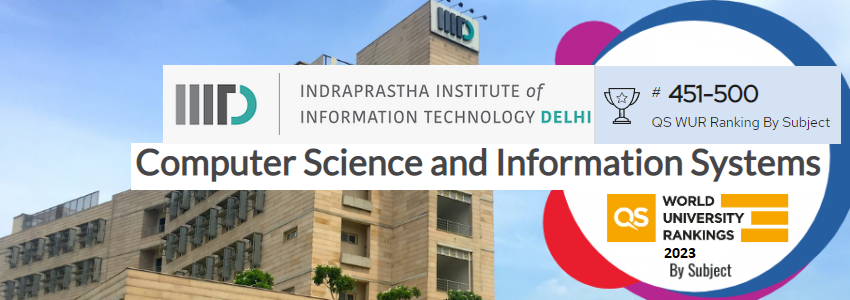 IIITD
INDRAPRASTHA INSTITUTE of
INFORMATION TECHNOLOGY DELHI
# 451-500
QS WUR Ranking By Subject
Computer Science and Information Systems
QS
WORLD
UNIVERSITY
RANKINGS
2023
By Subject